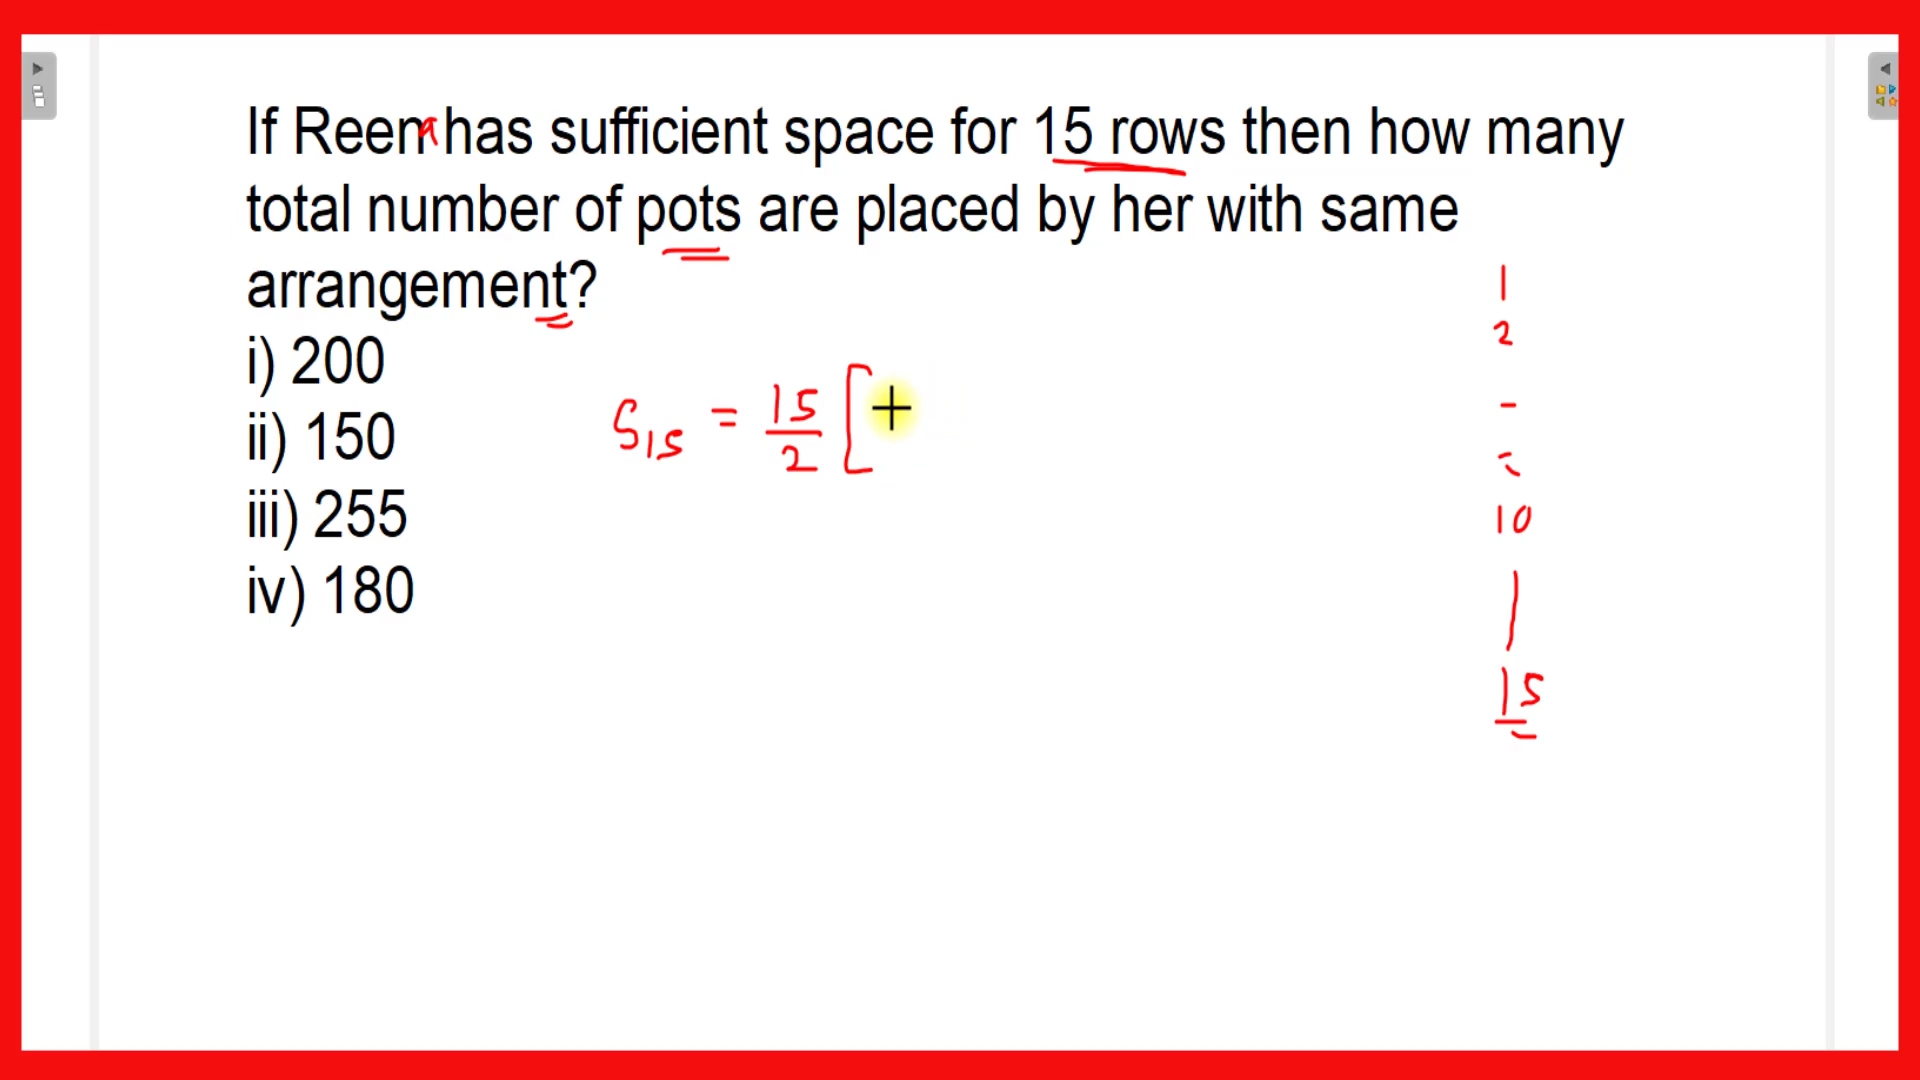 If Reena has sufficient space for 15 rows then how many
total number of pots are placed by her with same
arrangement?
i) 200
ii) 150
iii) 255
iv) 180
S15 = 15/2 [
1
2
-
=
10
|
15